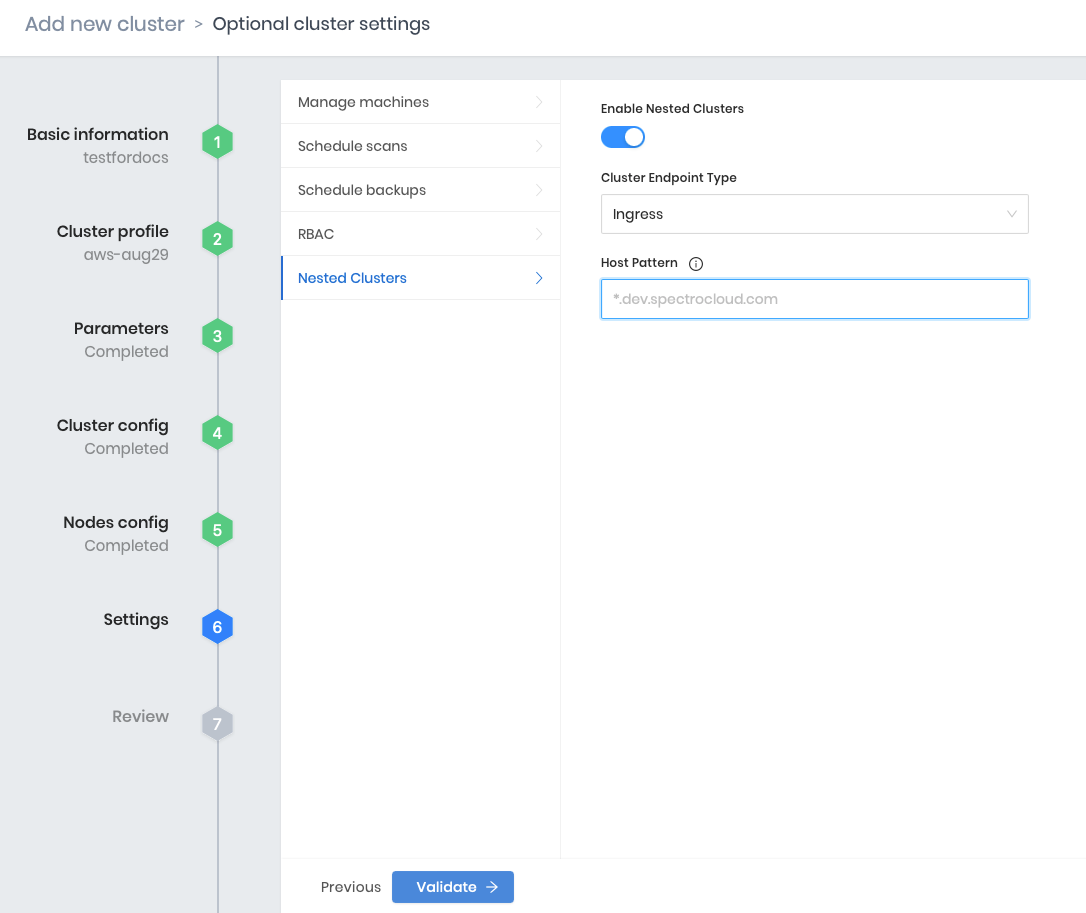 Add new cluster > Optional cluster settings
Basic information
testfordocs
1
Cluster profile
aws-aug29
2
Parameters
Completed
3
Cluster config
Completed
4
Nodes config
Completed
5
Settings
6
Review
7
Manage machines
Schedule scans
Schedule backups
RBAC
Nested Clusters
Enable Nested Clusters
Cluster Endpoint Type
Ingress
Host Pattern
*.dev.spectrocloud.com
Previous
Validate →